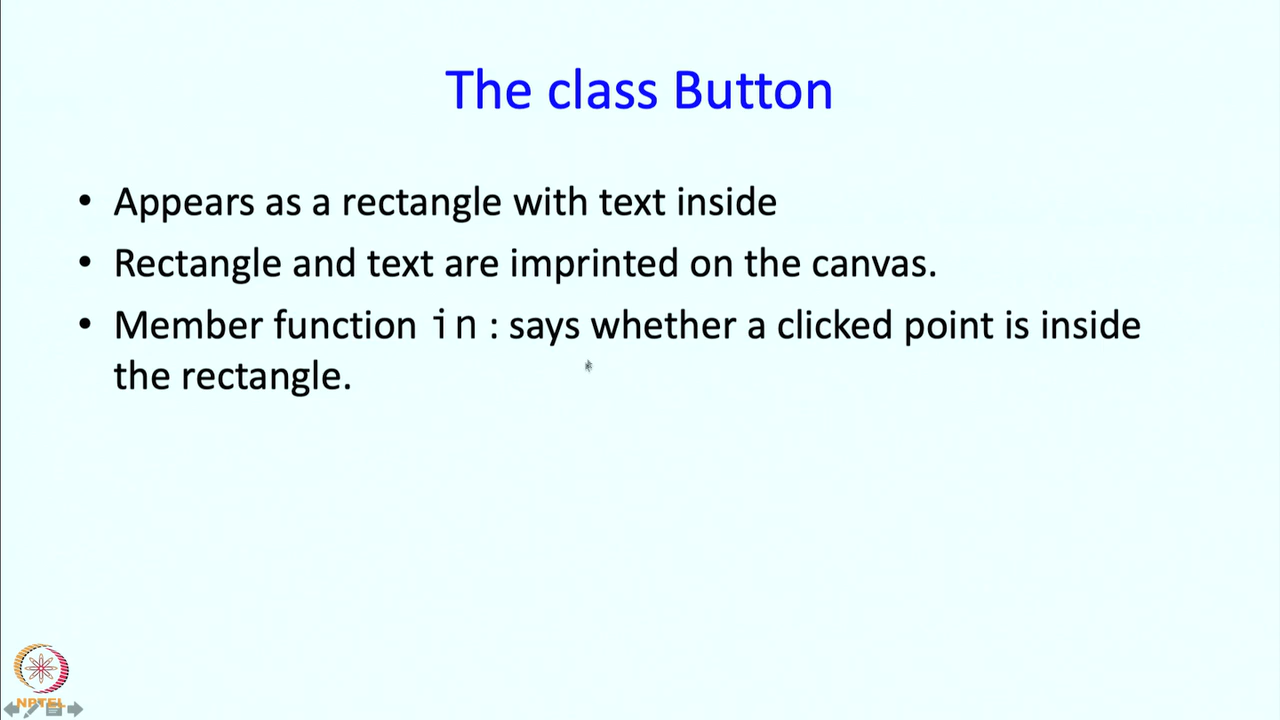 The class Button
• Appears as a rectangle with text inside
• Rectangle and text are imprinted on the canvas.
• Member function in: says whether a clicked point is inside
the rectangle.
NPTEL